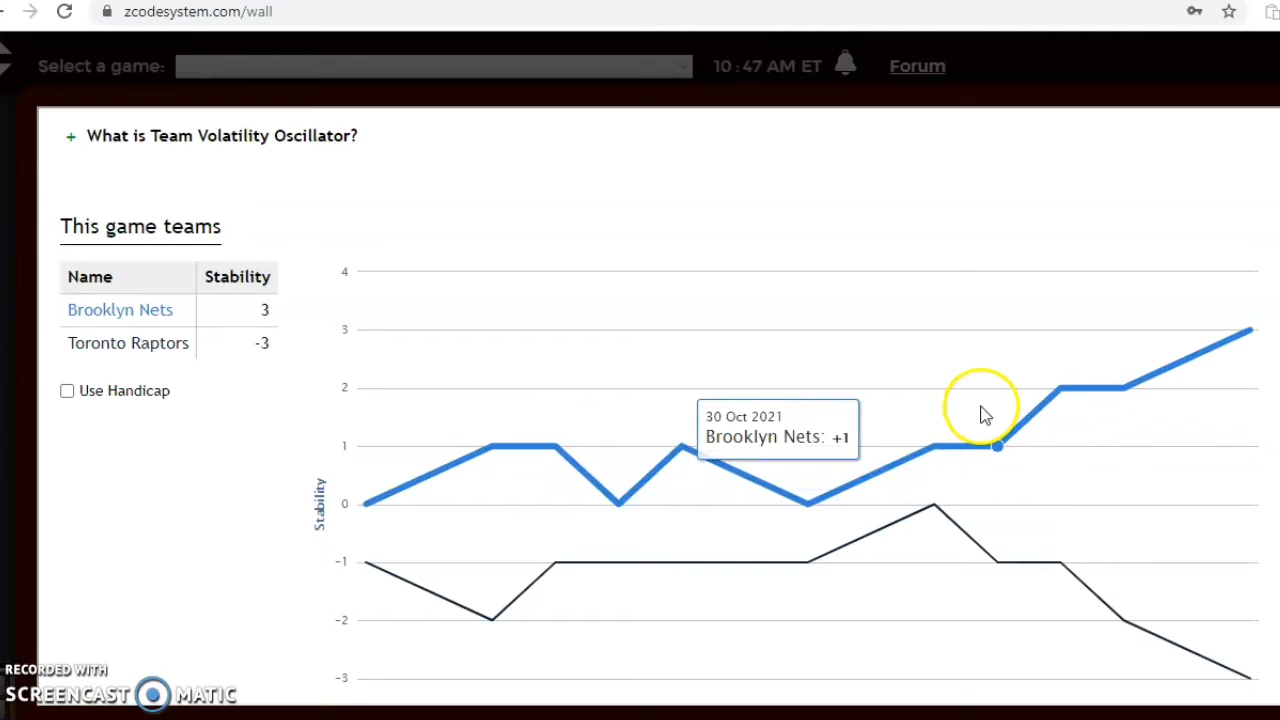 zcodesystem.com/wall
Select a game:
10:47 AM ET
Forum
+ What is Team Volatility Oscillator?
This game teams
Name Stability
Brooklyn Nets 3
Toronto Raptors -3
Use Handicap
4
3
2
1
0
-1
-2
-3
Stability
30 Oct 2021
Brooklyn Nets: +1
RECORDED WITH
SCREENCAST MATIC